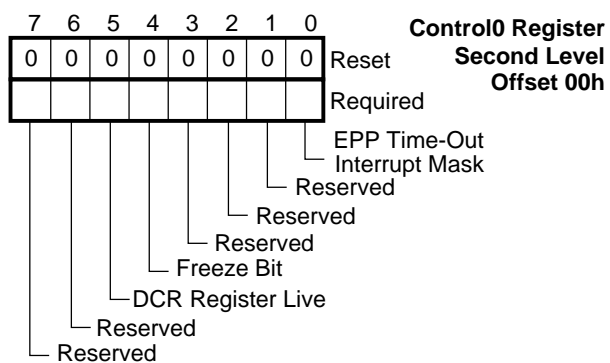 7 6 5 4 3 2 1 0
Control0 Register
Second Level
Offset 00h
0 0 0 0 0 0 0 0 Reset
Required
EPP Time-Out
Interrupt Mask
Reserved
Reserved
Reserved
Freeze Bit
DCR Register Live
Reserved
Reserved